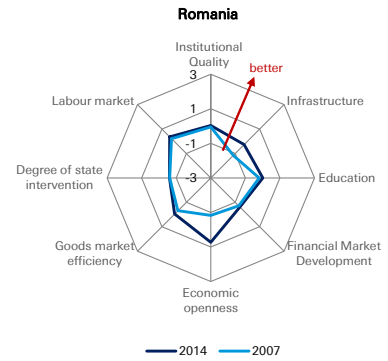 Romania
Institutional
Quality
3
better
Labour market
1
Infrastructure
-1
Degree of state
intervention
-3
Education
Goods market
efficiency
Financial Market
Development
Economic
openness
2014
2007